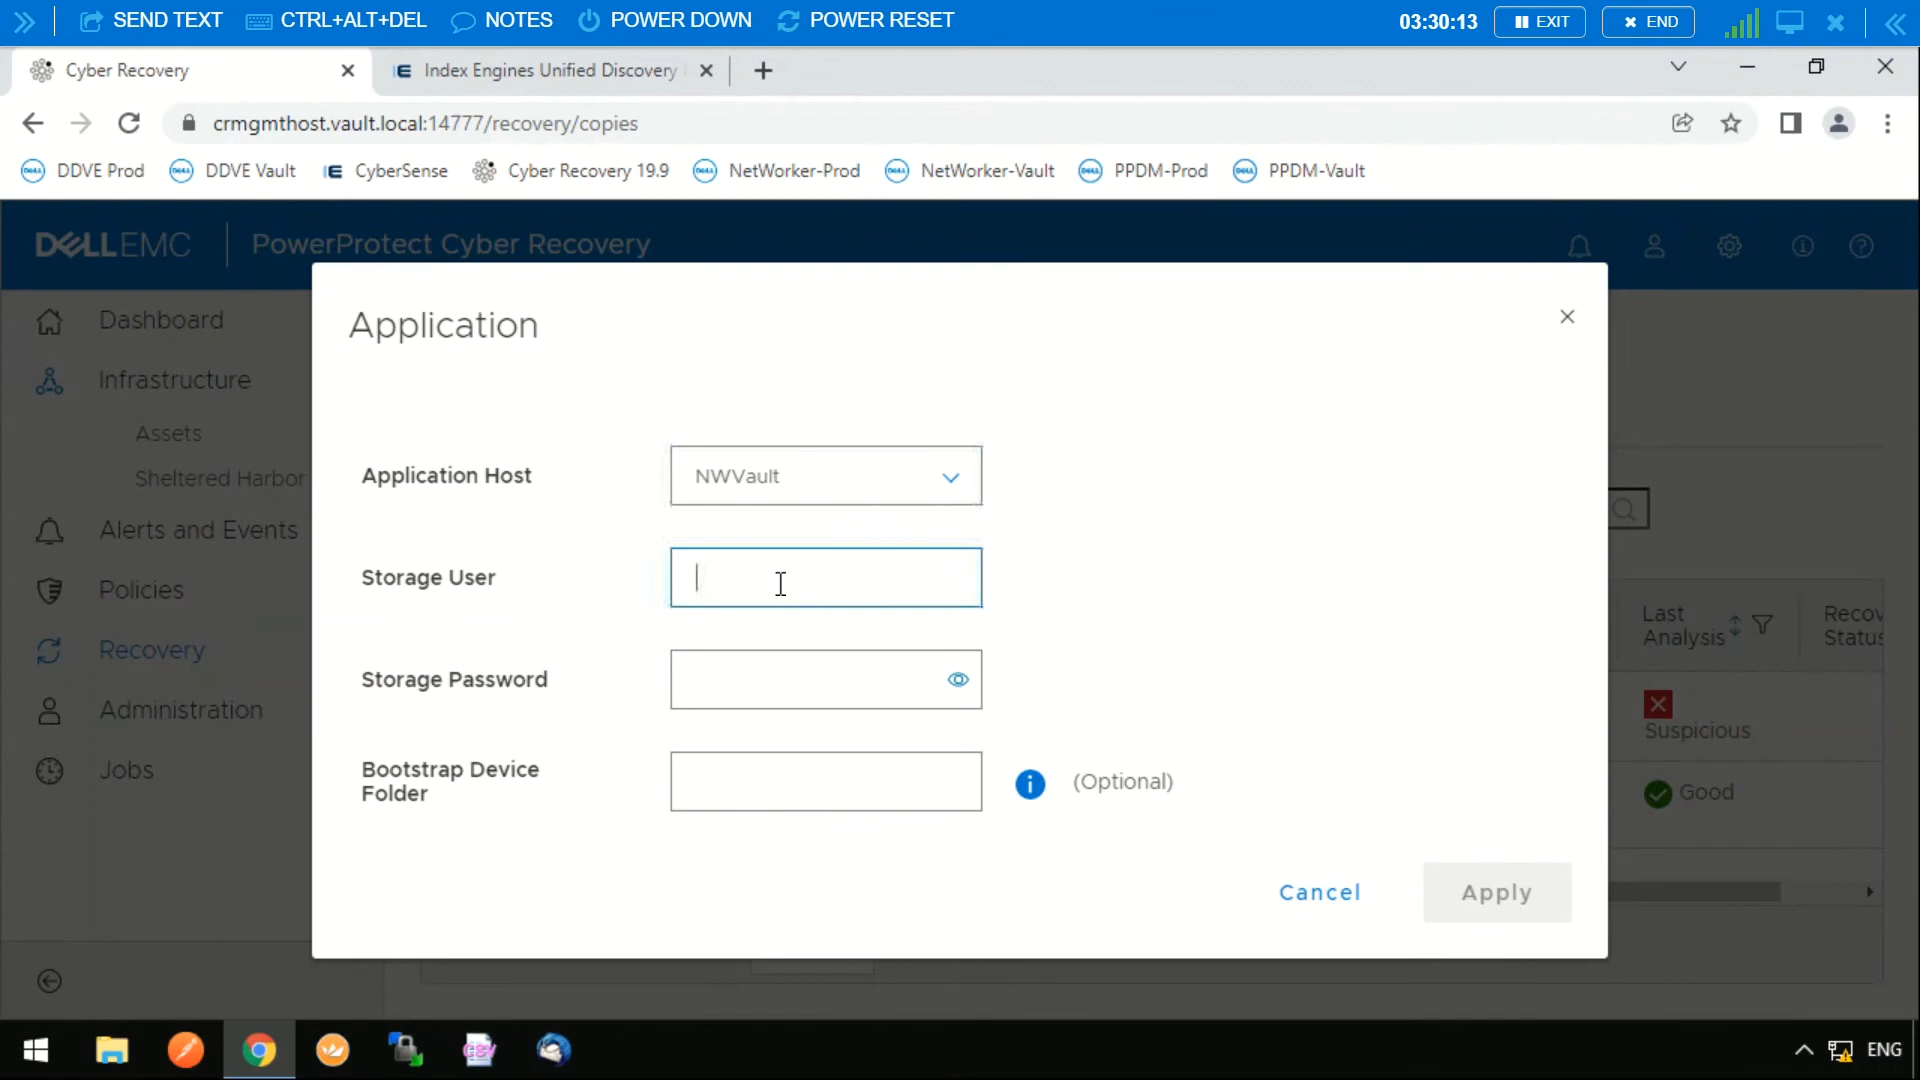 SEND TEXT CTRL+ALT+DEL NOTES POWER DOWN POWER RESET 03:30:13 EXIT END
Cyber Recovery Index Engines Unified Discovery
crmgmthost.vault.local:14777/recovery/copies
DDVE Prod DDVE Vault CyberSense Cyber Recovery 19.9 NetWorker-Prod NetWorker-Vault PPDM-Prod PPDM-Vault
DELLEMC PowerProtect Cyber Recovery
Dashboard
Infrastructure
Assets
Sheltered Harbor
Alerts and Events
Policies
Recovery
Administration
Jobs
Application
Application Host NWVault
Storage User
Storage Password
Bootstrap Device
Folder
(Optional)
Cancel Apply
Last
Analysis
Recov
Status
Suspicious
Good
ENG